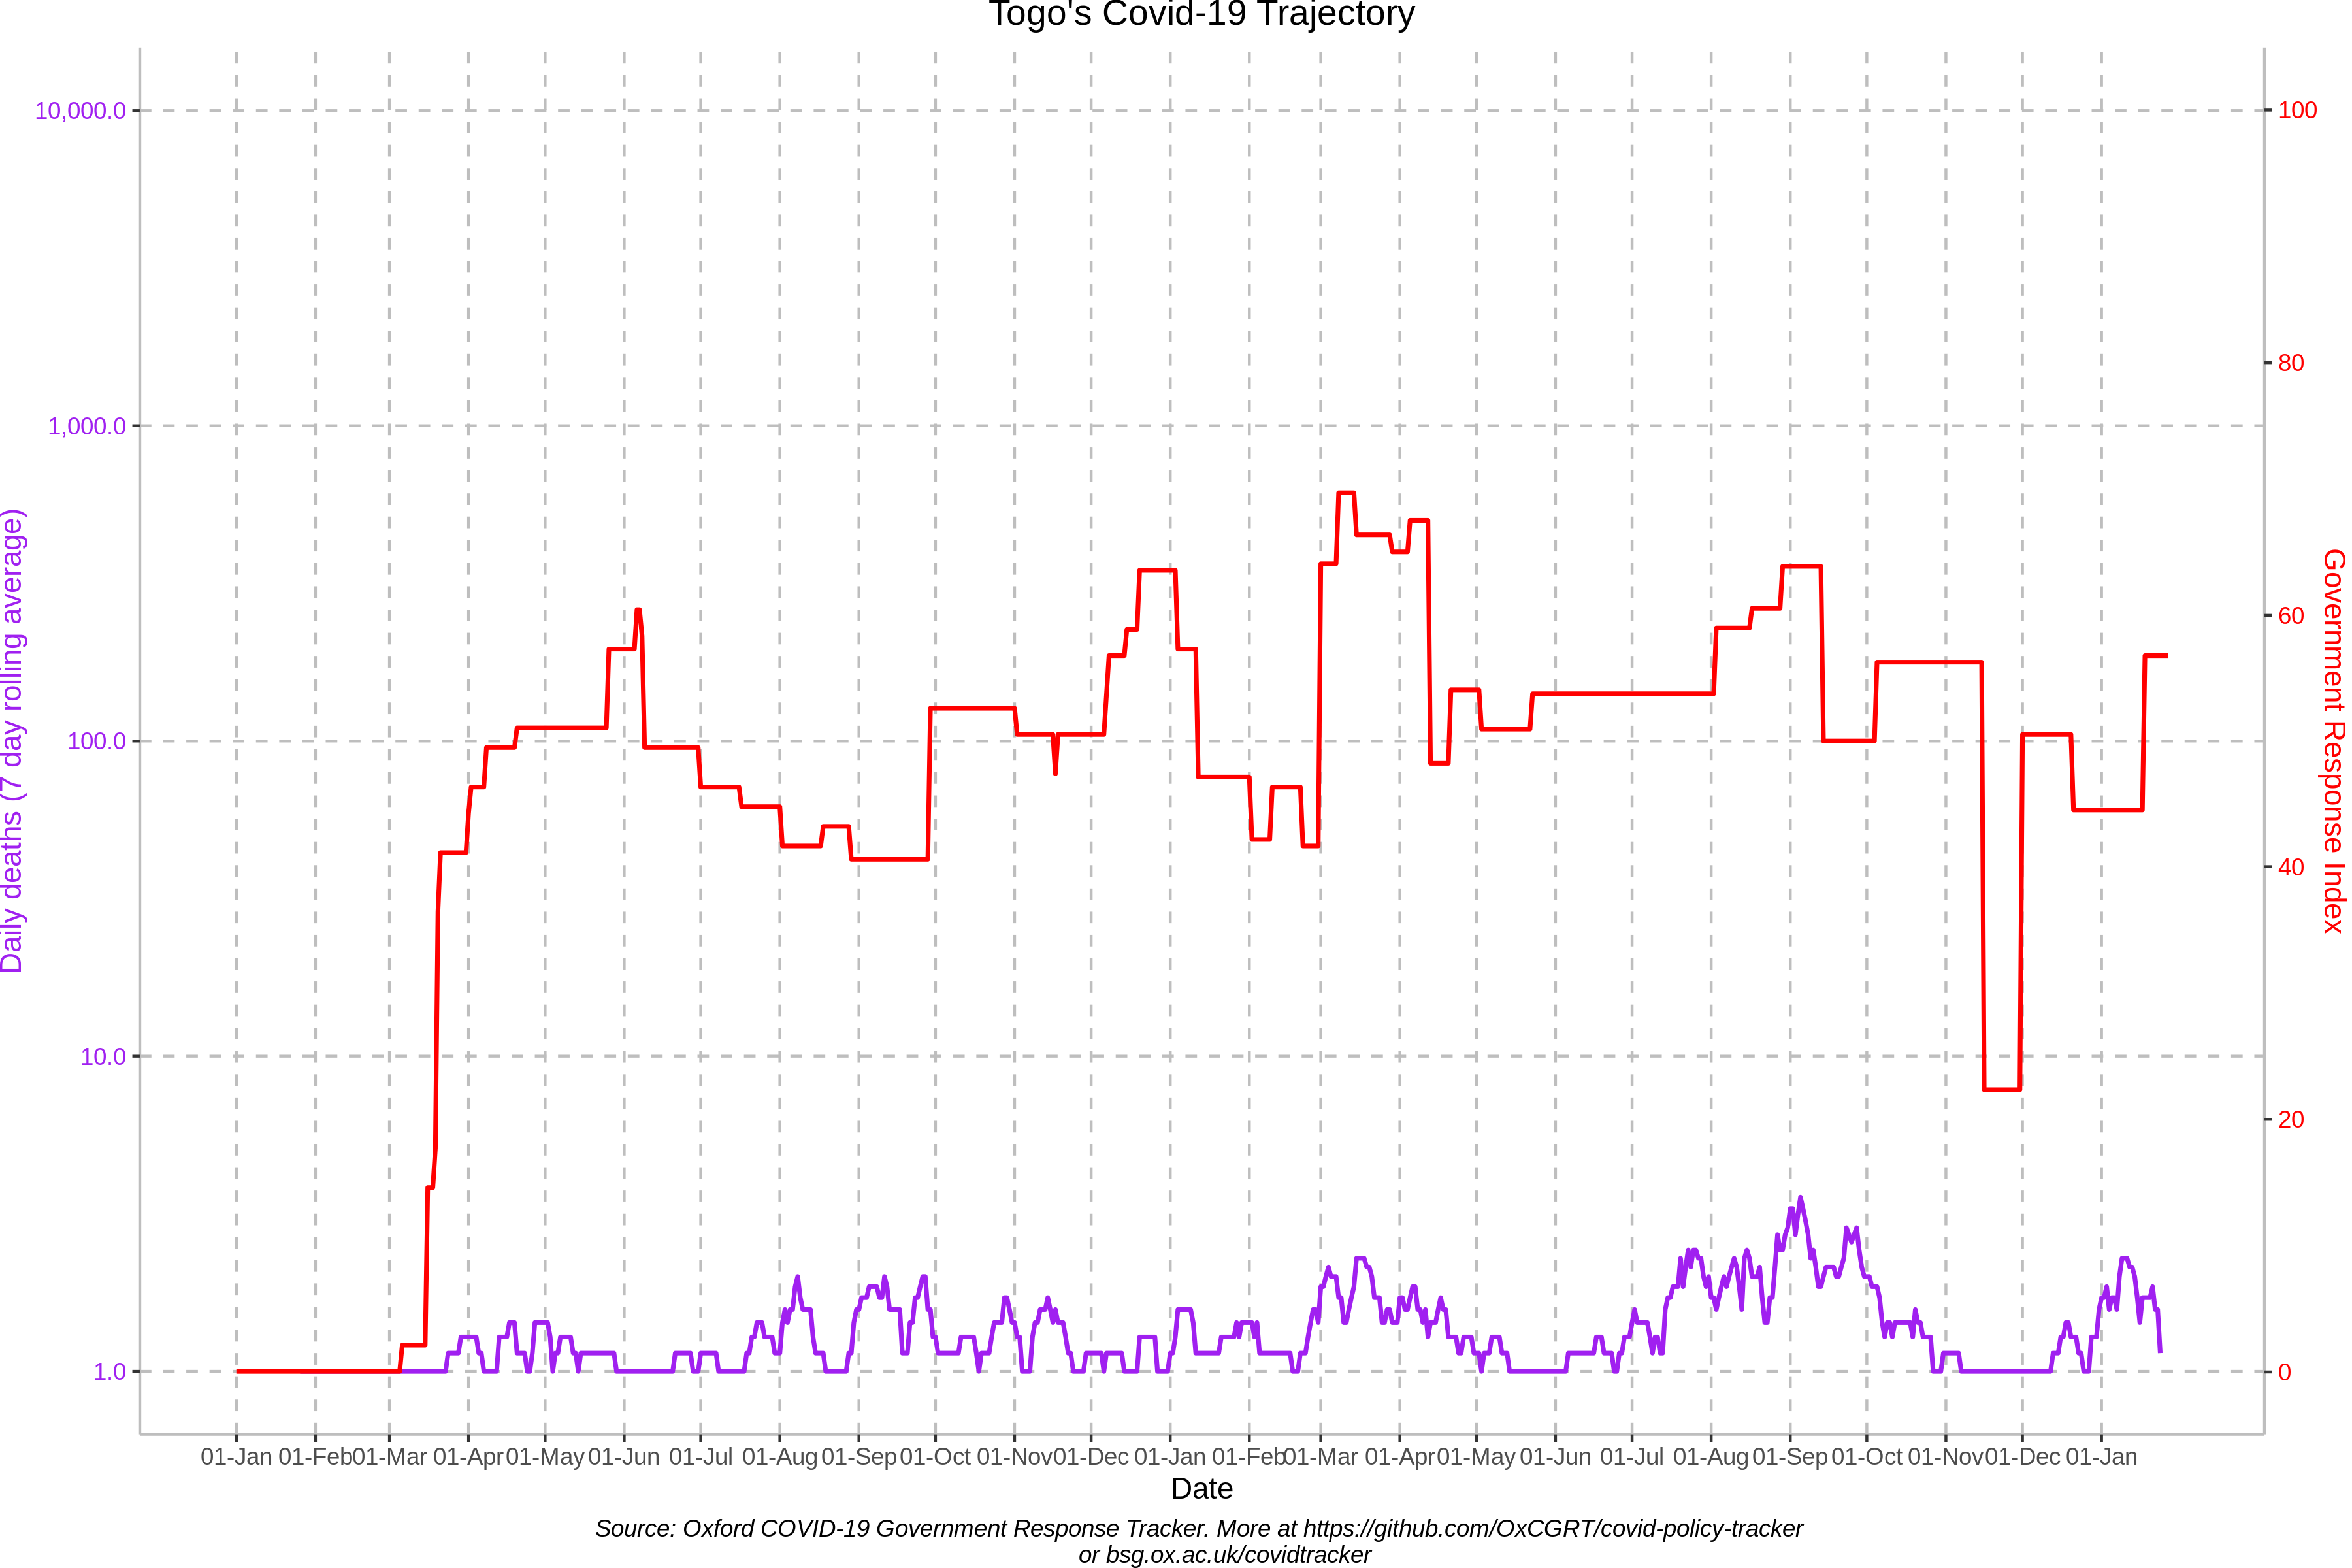 Togo's Covid-19 Trajectory
10,000.0
1,000.0
100.0
10.0
1.0
Daily deaths (7 day rolling average)
100
80
60
40
20
0
Government Response Index
01-Jan 01-Feb 01-Mar 01-Apr 01-May 01-Jun 01-Jul 01-Aug 01-Sep 01-Oct 01-Nov 01-Dec 01-Jan 01-Feb 01-Mar 01-Apr 01-May 01-Jun 01-Jul 01-Aug 01-Sep 01-Oct 01-Nov 01-Dec 01-Jan
Date
Source: Oxford COVID-19 Government Response Tracker. More at https://github.com/OxCGRT/covid-policy-tracker
or bsg.ox.ac.uk/covidtracker